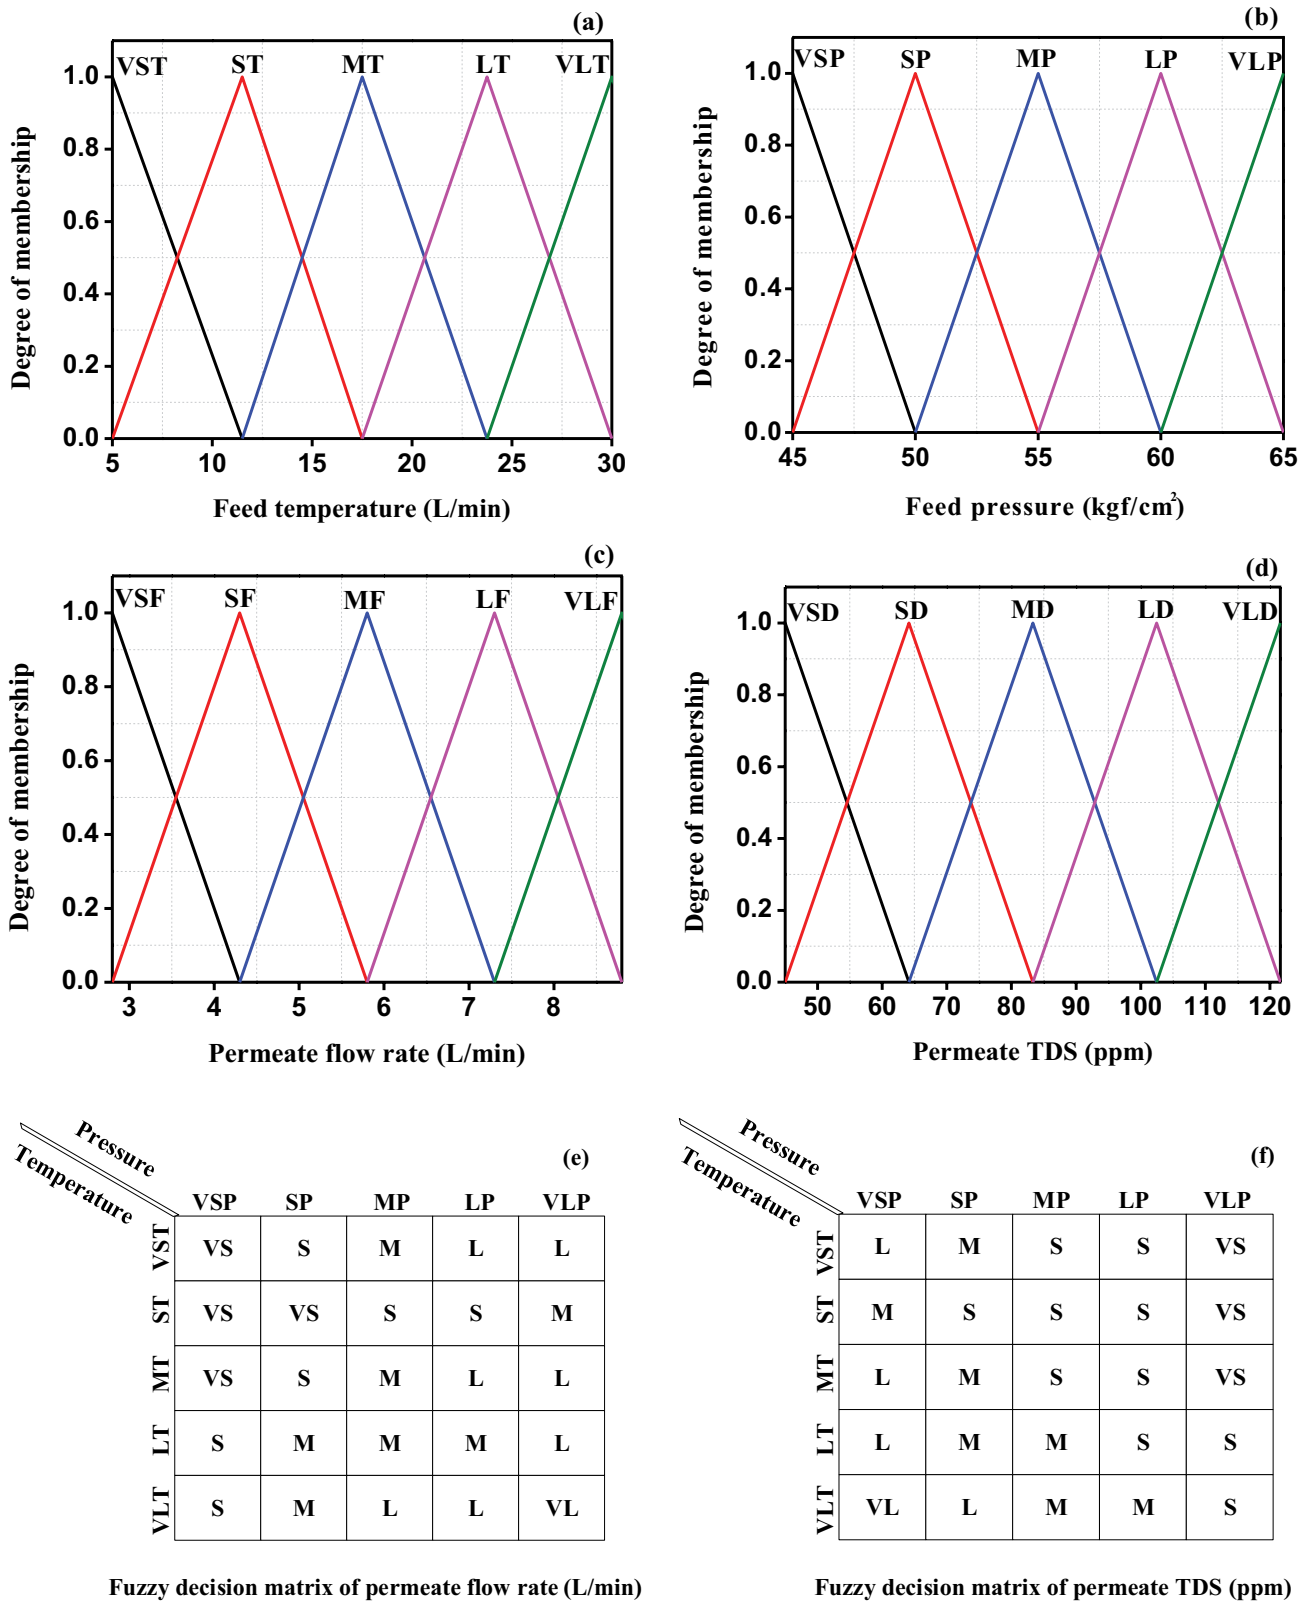 (a)
VST ST MT LT VLT
1.0
0.8
0.6
0.4
0.2
0.0
5 10 15 20 25 30
Degree of membership
Feed temperature (L/min)
(b)
VSP SP MP LP VLP
1.0
0.8
0.6
0.4
0.2
0.0
45 50 55 60 65
Degree of membership
Feed pressure (kgf/cm²)
(c)
VSF SF MF LF VLF
1.0
0.8
0.6
0.4
0.2
0.0
3 4 5 6 7 8
Degree of membership
Permeate flow rate (L/min)
(d)
VSD SD MD LD VLD
1.0
0.8
0.6
0.4
0.2
0.0
50 60 70 80 90 100 110 120
Degree of membership
Permeate TDS (ppm)
Pressure
Temperature
(e)
VSP SP MP LP VLP
VST VS S M L L
ST VS VS S S M
MT VS S M L L
LT S M M M L
VLT S M L L VL
Fuzzy decision matrix of permeate flow rate (L/min)
Pressure
Temperature
(f)
VSP SP MP LP VLP
VST L M S S VS
ST M S S S VS
MT L M S S VS
LT L M M S S
VLT VL L M M S
Fuzzy decision matrix of permeate TDS (ppm)